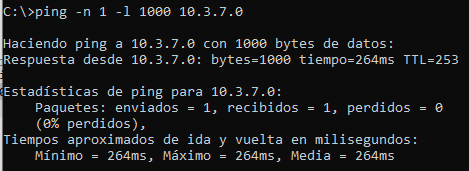 C:\>ping -n 1 -l 1000 10.3.7.0
Haciendo ping a 10.3.7.0 con 1000 bytes de datos:
Respuesta desde 10.3.7.0: bytes=1000 tiempo=264ms TTL=253
Estadísticas de ping para 10.3.7.0:
Paquetes: enviados = 1, recibidos = 1, perdidos = 0
(0% perdidos),
Tiempos aproximados de ida y vuelta en milisegundos:
Mínimo = 264ms, Máximo = 264ms, Media = 264ms